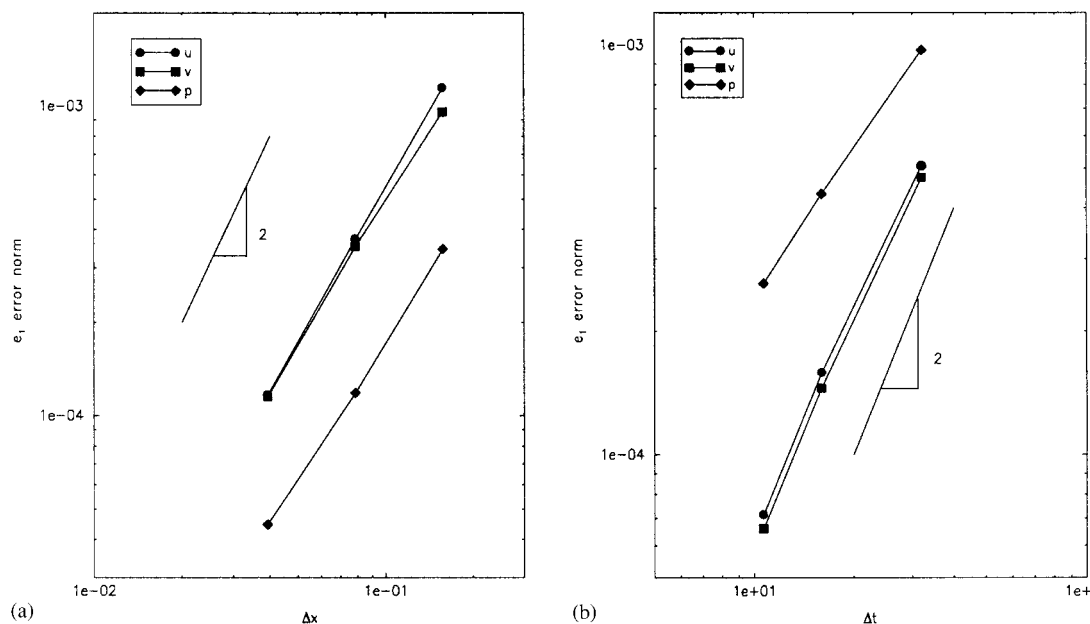 u
v
p
1e-03
2
e₁ error norm
1e-04
1e-02
1e-01
(a)
Δx
u
v
p
1e-03
2
e₁ error norm
1e-04
1e+01
1e+
(b)
Δt